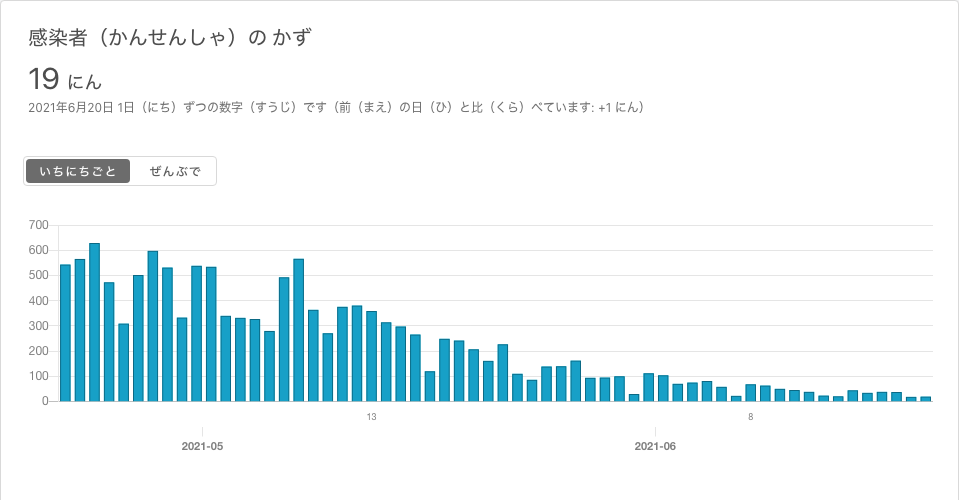 感染者（かんせんしゃ）の かず
19 にん
2021年6月20日 1日（にち）ずつの数字（すうじ）です（前（まえ）の日（ひ）と比（くら）べています: +1 にん）
いちにちごと ぜんぶで
700
600
500
400
300
200
100
0
13 8
2021-05 2021-06